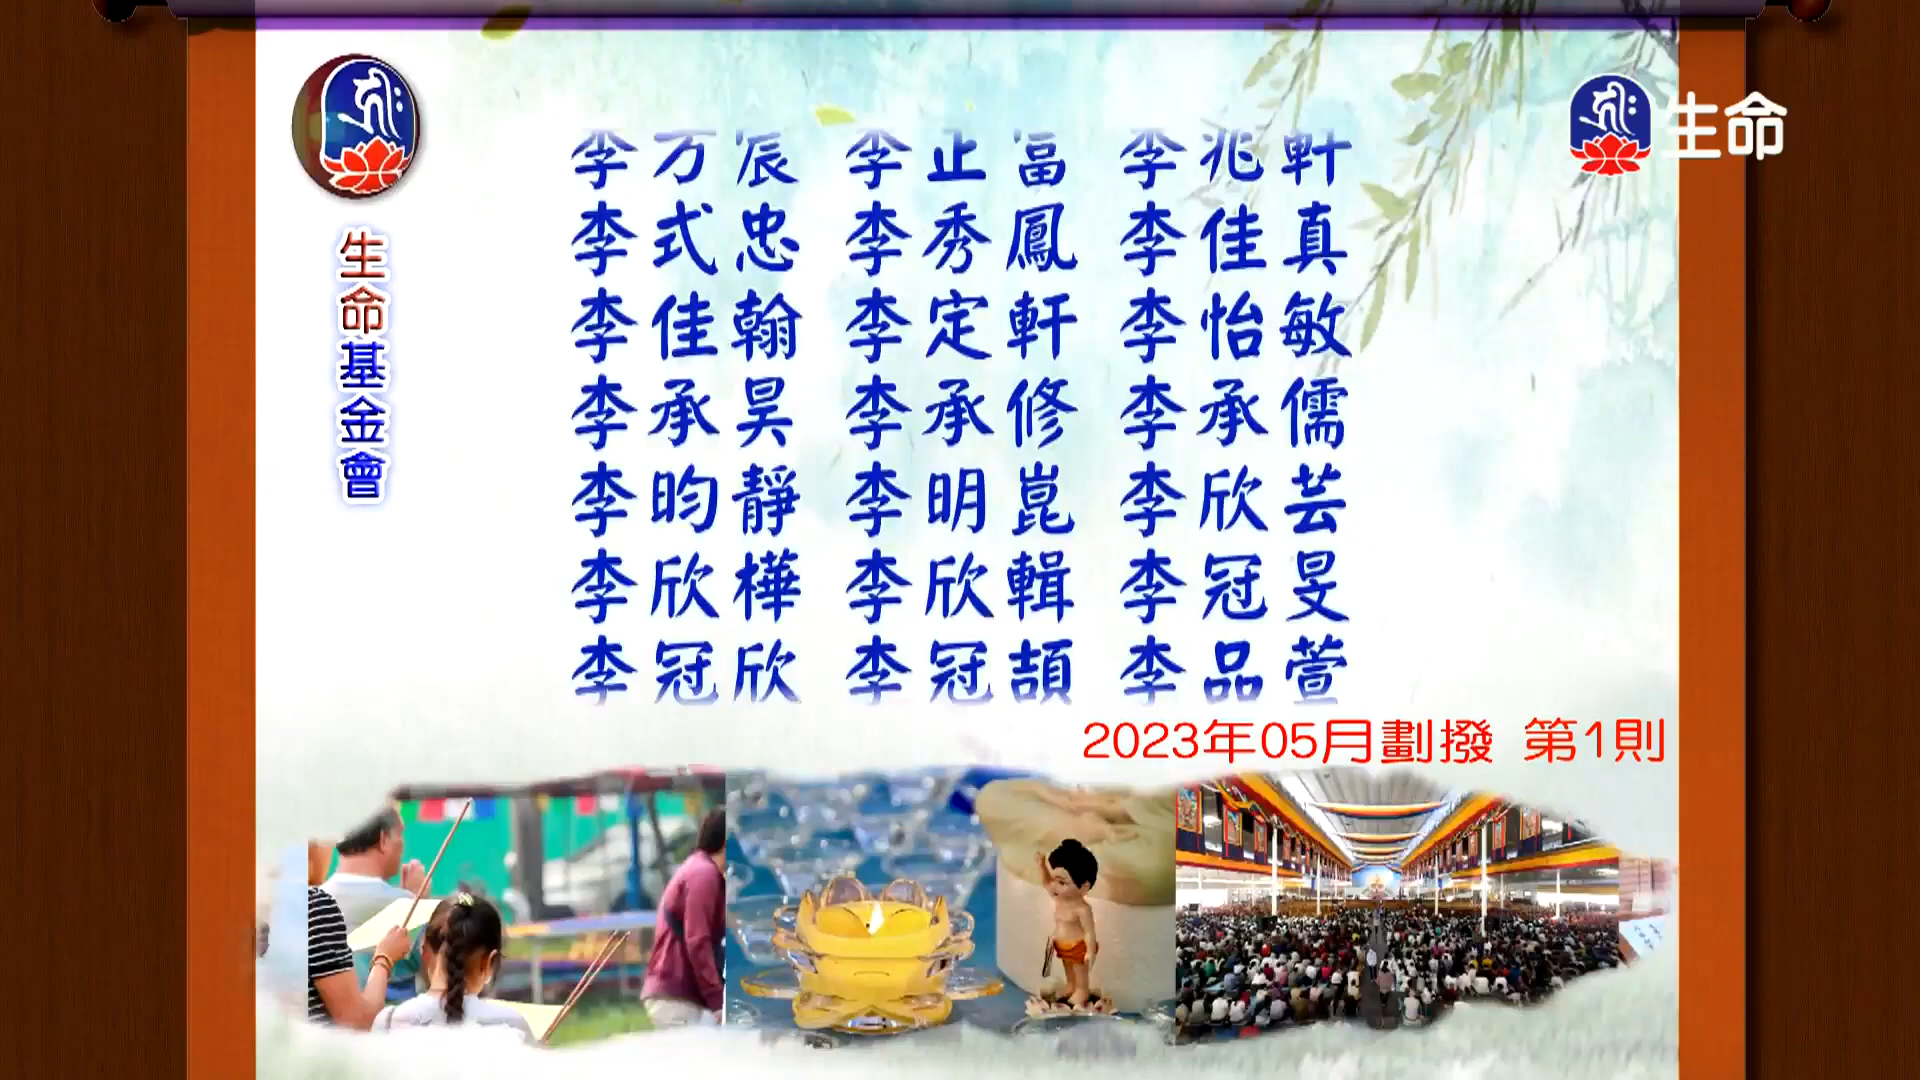 生命
生命基金會
李 万 宸 李 止 富 李 兆 軒
李 式 忠 李 秀 鳳 李 佳 真
李 佳 翰 李 定 軒 李 怡 敏
李 承 昊 李 承 修 李 承 儒
李 昀 靜 李 明 崑 李 欣 芸
李 欣 樺 李 欣 輯 李 冠 旻
李 冠 欣 李 冠 頡 李 品 萱
2023年05月劃撥 第1則